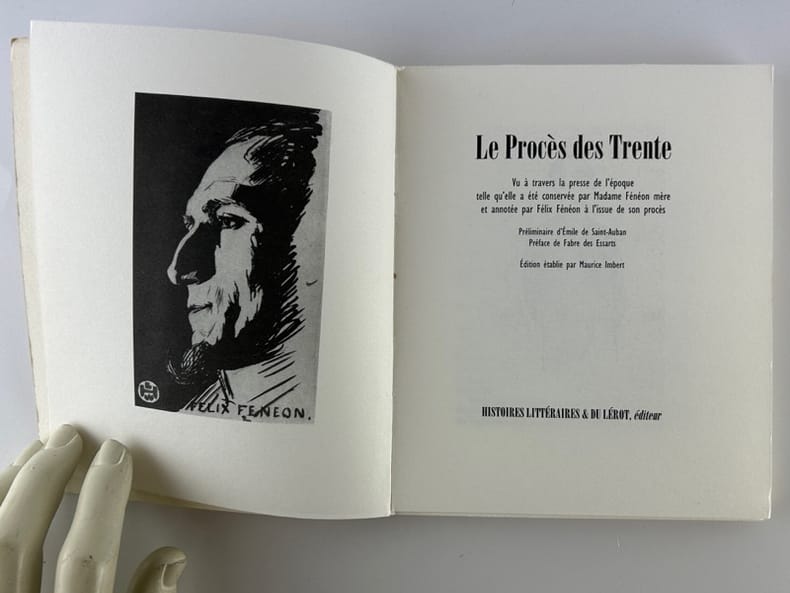 FÉLIX FÉNÉON.
Le Procès des Trente
Vu à travers la presse de l'époque
telle qu'elle a été conservée par Madame Fénéon mère
et annotée par Félix Fénéon à l'issue de son procès
Préliminaire d'Émile de Saint-Auban
Préface de Fabre des Essarts
Édition établie par Maurice Imbert
HISTOIRES LITTÉRAIRES & DU LÉROT, éditeur